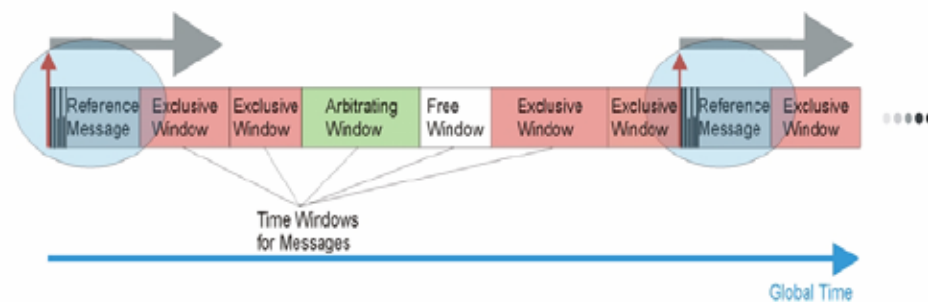 Reference Message
Exclusive Window
Exclusive Window
Arbitrating Window
Free Window
Exclusive Window
Exclusive Window
Reference Message
Exclusive Window
Time Windows
for Messages
Global Time